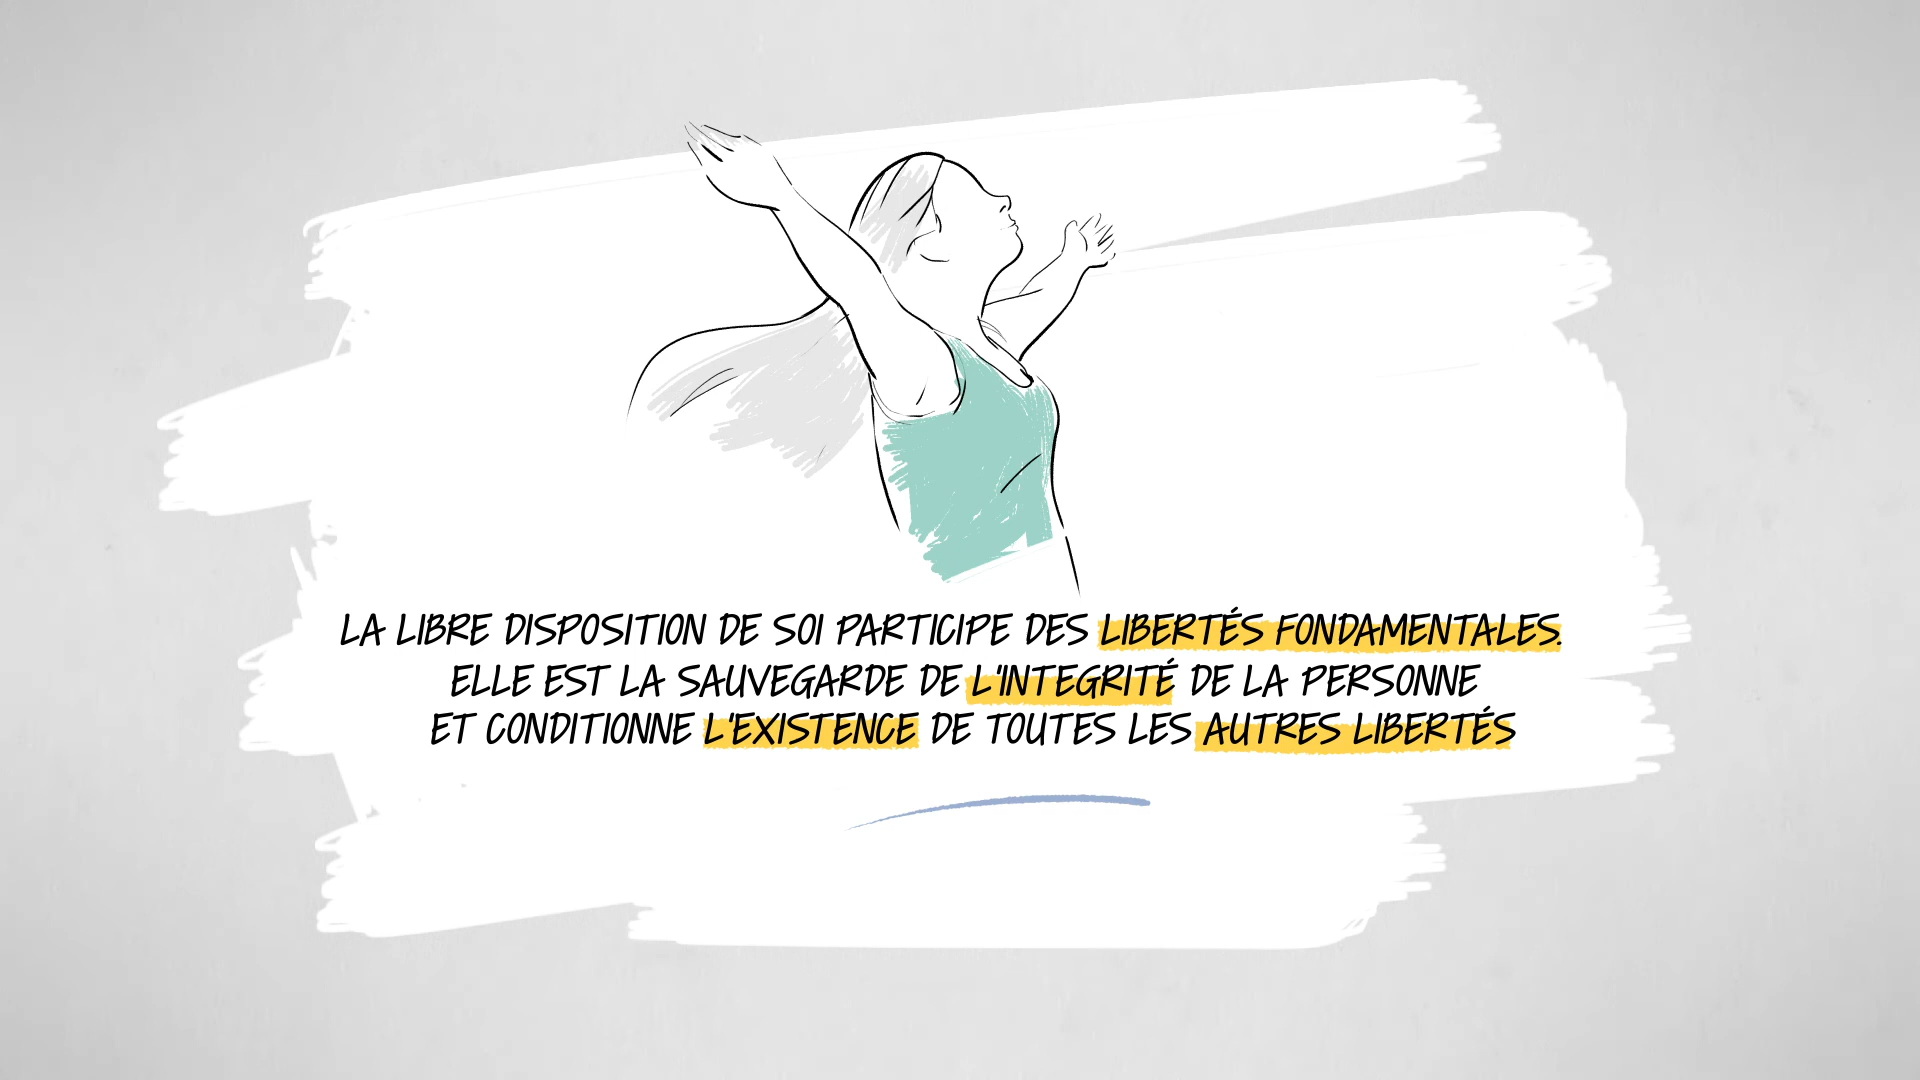 LA LIBRE DISPOSITION DE SOI PARTICIPE DES LIBERTÉS FONDAMENTALES.
ELLE EST LA SAUVEGARDE DE L'INTEGRITÉ DE LA PERSONNE
ET CONDITIONNE L'EXISTENCE DE TOUTES LES AUTRES LIBERTÉS